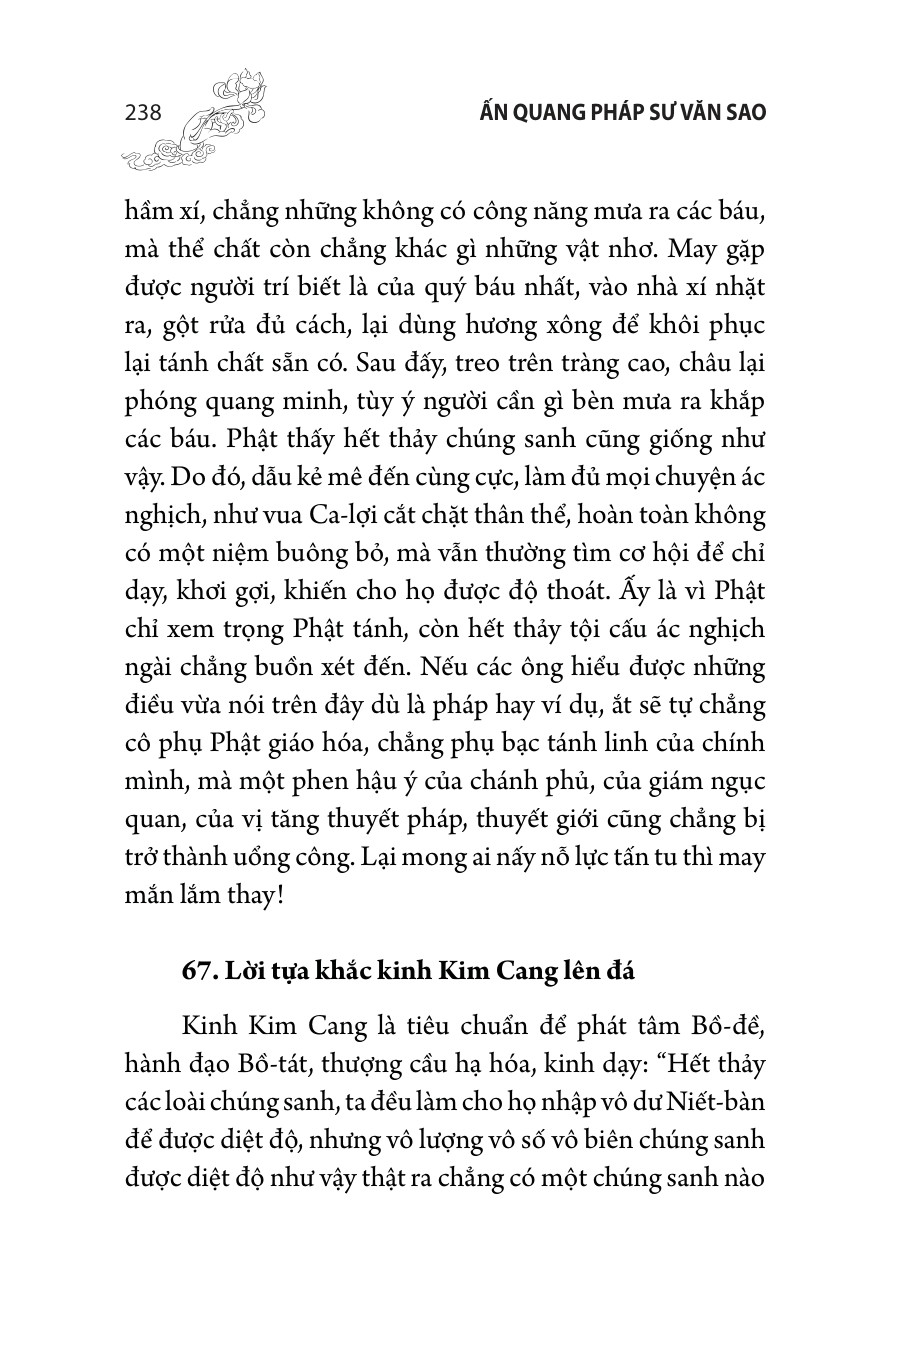 238
ẤN QUANG PHÁP SƯ VĂN SAO
hầm xí, chẳng những không có công năng mưa ra các báu,
mà thể chất còn chẳng khác gì những vật nhơ. May gặp
được người trí biết là của quý báu nhất, vào nhà xí nhặt
ra, gột rửa đủ cách, lại dùng hương xông để khôi phục
lại tánh chất sẵn có. Sau đấy, treo trên tràng cao, châu lại
phóng quang minh, tùy ý người cần gì bèn mưa ra khắp
các báu. Phật thấy hết thảy chúng sanh cũng giống như
vậy. Do đó, dẫu kẻ mê đến cùng cực, làm đủ mọi chuyện ác
nghịch, như vua Ca-lợi cắt chặt thân thể, hoàn toàn không
có một niệm buông bỏ, mà vẫn thường tìm cơ hội để chỉ
dạy, khơi gợi, khiến cho họ được độ thoát. Ấy là vì Phật
chỉ xem trọng Phật tánh, còn hết thảy tội cấu ác nghịch
ngài chẳng buồn xét đến. Nếu các ông hiểu được những
điều vừa nói trên đây dù là pháp hay ví dụ, ắt sẽ tự chẳng
cô phụ Phật giáo hóa, chẳng phụ bạc tánh linh của chính
mình, mà một phen hậu ý của chánh phủ, của giám ngục
quan, của vị tăng thuyết pháp, thuyết giới cũng chẳng bị
trở thành uổng công. Lại mong ai nấy nỗ lực tấn tu thì may
mắn lắm thay!
67. Lời tựa khắc kinh Kim Cang lên đá
Kinh Kim Cang là tiêu chuẩn để phát tâm Bồ-đề,
hành đạo Bồ-tát, thượng cầu hạ hóa, kinh dạy: “Hết thảy
các loài chúng sanh, ta đều làm cho họ nhập vô dư Niết-bàn
để được diệt độ, nhưng vô lượng vô số vô biên chúng sanh
được diệt độ như vậy thật ra chẳng có một chúng sanh nào